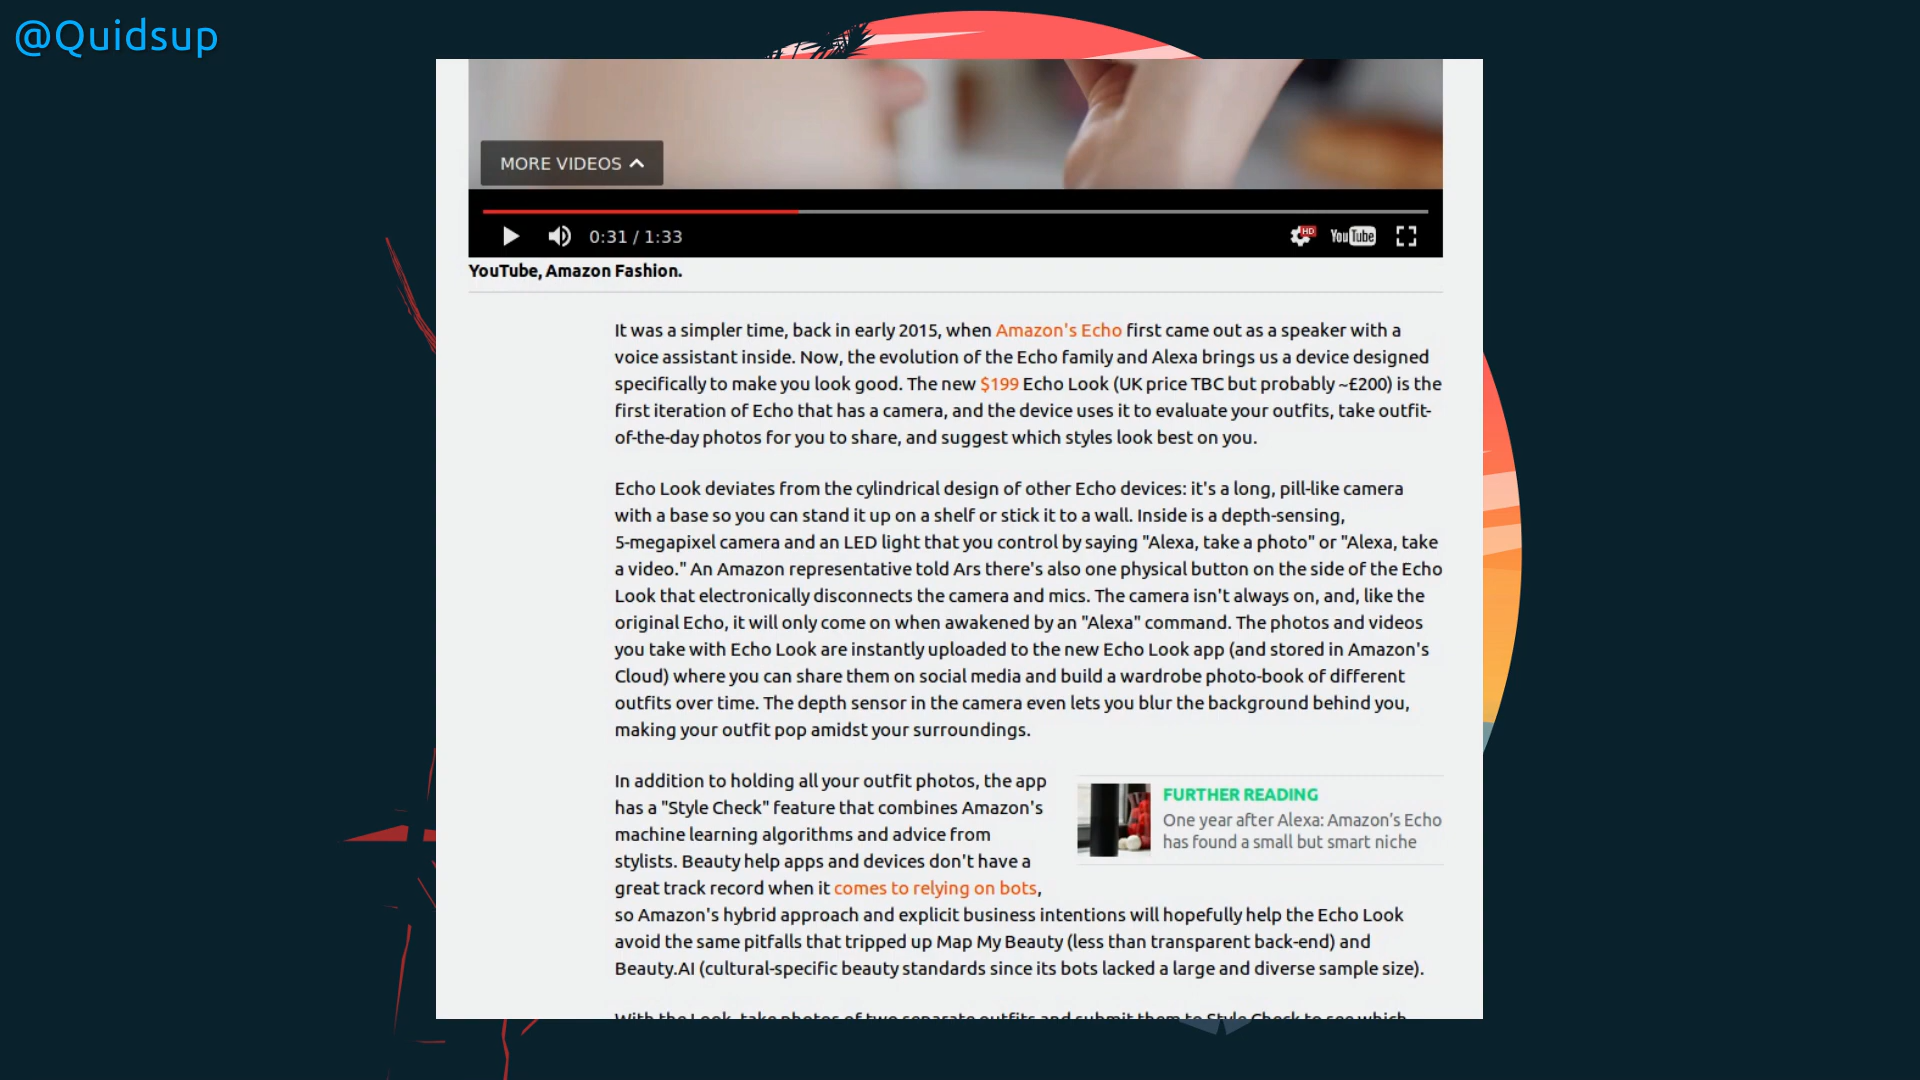 @Quidsup
MORE VIDEOS
0:31 / 1:33
HD
YouTube
YouTube, Amazon Fashion.
It was a simpler time, back in early 2015, when Amazon's Echo first came out as a speaker with a
voice assistant inside. Now, the evolution of the Echo family and Alexa brings us a device designed
specifically to make you look good. The new $199 Echo Look (UK price TBC but probably ~£200) is the
first iteration of Echo that has a camera, and the device uses it to evaluate your outfits, take outfit-
of-the-day photos for you to share, and suggest which styles look best on you.
Echo Look deviates from the cylindrical design of other Echo devices: it's a long, pill-like camera
with a base so you can stand it up on a shelf or stick it to a wall. Inside is a depth-sensing,
5-megapixel camera and an LED light that you control by saying "Alexa, take a photo" or "Alexa, take
a video." An Amazon representative told Ars there's also one physical button on the side of the Echo
Look that electronically disconnects the camera and mics. The camera isn't always on, and, like the
original Echo, it will only come on when awakened by an "Alexa" command. The photos and videos
you take with Echo Look are instantly uploaded to the new Echo Look app (and stored in Amazon's
Cloud) where you can share them on social media and build a wardrobe photo-book of different
outfits over time. The depth sensor in the camera even lets you blur the background behind you,
making your outfit pop amidst your surroundings.
In addition to holding all your outfit photos, the app
has a "Style Check" feature that combines Amazon's
machine learning algorithms and advice from
stylists. Beauty help apps and devices don't have a
great track record when it comes to relying on bots,
so Amazon's hybrid approach and explicit business intentions will hopefully help the Echo Look
avoid the same pitfalls that tripped up Map My Beauty (less than transparent back-end) and
Beauty.AI (cultural-specific beauty standards since its bots lacked a large and diverse sample size).
FURTHER READING
One year after Alexa: Amazon's Echo
has found a small but smart niche
With the Look, take photos of two separate outfits and submit them to Style Check to see which